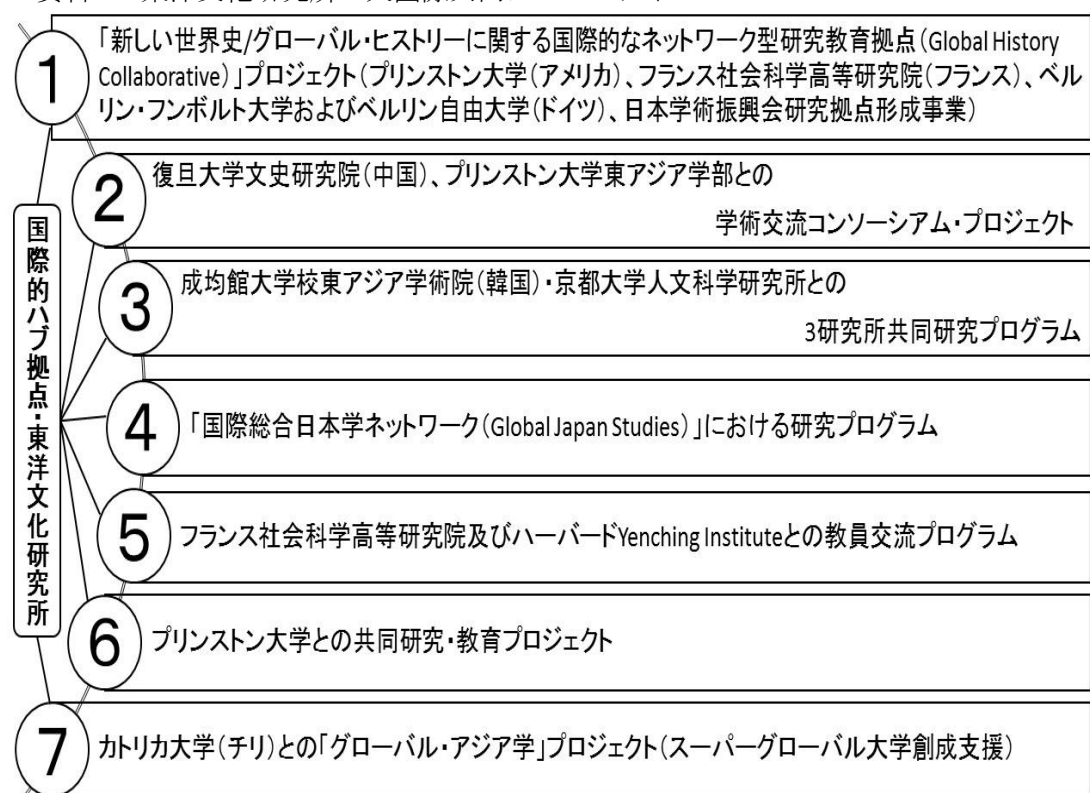 1
「新しい世界史/グローバル・ヒストリーに関する国際的なネットワーク型研究教育拠点(Global History
Collaborative)」プロジェクト(プリンストン大学(アメリカ)、フランス社会科学高等研究院(フランス)、ベル
リン・フンボルト大学およびベルリン自由大学(ドイツ)、日本学術振興会研究拠点形成事業)
2
復旦大学文史研究院(中国)、プリンストン大学東アジア学部との
学術交流コンソーシアム・プロジェクト
3
成均館大学校東アジア学術院(韓国)・京都大学人文科学研究所との
3研究所共同研究プログラム
4
「国際総合日本学ネットワーク(Global Japan Studies)」における研究プログラム
5
フランス社会科学高等研究院及びハーバードYenching Instituteとの教員交流プログラム
6
プリンストン大学との共同研究・教育プロジェクト
7
カトリカ大学(チリ)との「グローバル・アジア学」プロジェクト(スーパーグローバル大学創成支援)
国際的ハブ拠点・東洋文化研究所